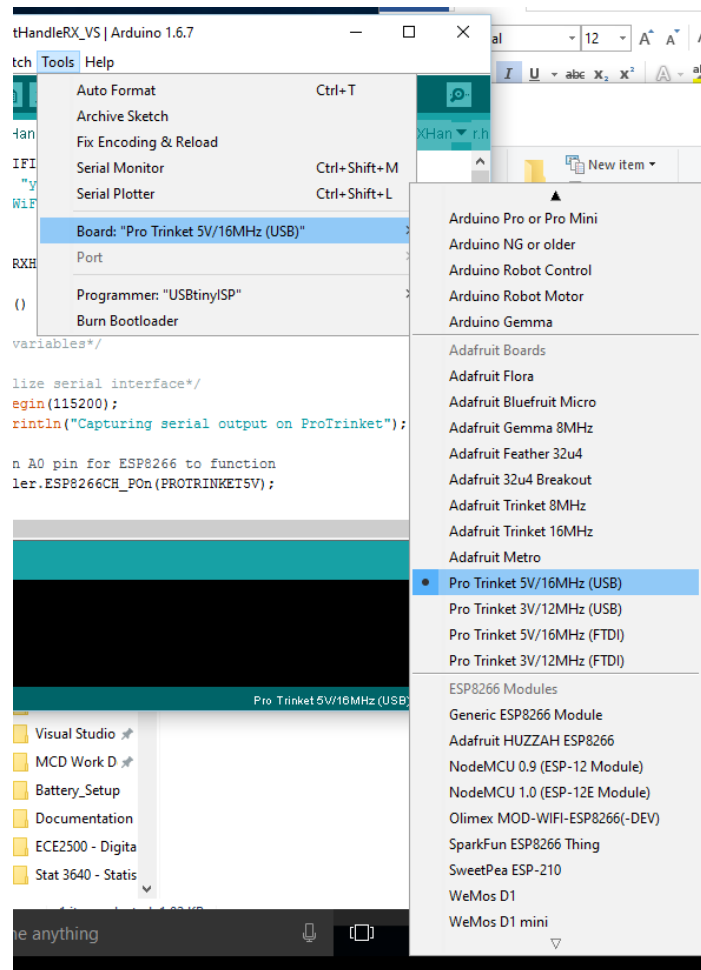 tHandleRX_VS | Arduino 1.6.7
tch Tools Help
Auto Format Ctrl+T
Archive Sketch
Fix Encoding & Reload
Serial Monitor Ctrl+Shift+M
Serial Plotter Ctrl+Shift+L
Board: "Pro Trinket 5V/16MHz (USB)"
Port
Programmer: "USBtinyISP"
Burn Bootloader
al 12 A A
I U abc X₂ X² A
Han
XHan r.h
IFI
"y
WiF
RXH
()
New item
variables*/
lize serial interface*/
egin(115200);
rintln("Capturing serial output on ProTrinket");
n A0 pin for ESP8266 to function
ler.ESP8266CH_POn(PROTRINKET5V);
Pro Trinket 5V/16MHz (USB)
Arduino Pro or Pro Mini
Arduino NG or older
Arduino Robot Control
Arduino Robot Motor
Arduino Gemma
Adafruit Boards
Adafruit Flora
Adafruit Bluefruit Micro
Adafruit Gemma 8MHz
Adafruit Feather 32u4
Adafruit 32u4 Breakout
Adafruit Trinket 8MHz
Adafruit Trinket 16MHz
Adafruit Metro
Pro Trinket 5V/16MHz (USB)
Pro Trinket 3V/12MHz (USB)
Pro Trinket 5V/16MHz (FTDI)
Pro Trinket 3V/12MHz (FTDI)
ESP8266 Modules
Generic ESP8266 Module
Adafruit HUZZAH ESP8266
NodeMCU 0.9 (ESP-12 Module)
NodeMCU 1.0 (ESP-12E Module)
Olimex MOD-WIFI-ESP8266(-DEV)
SparkFun ESP8266 Thing
SweetPea ESP-210
WeMos D1
WeMos D1 mini
Visual Studio
MCD Work D
Battery_Setup
Documentation
ECE2500 - Digita
Stat 3640 - Statis
ne anything